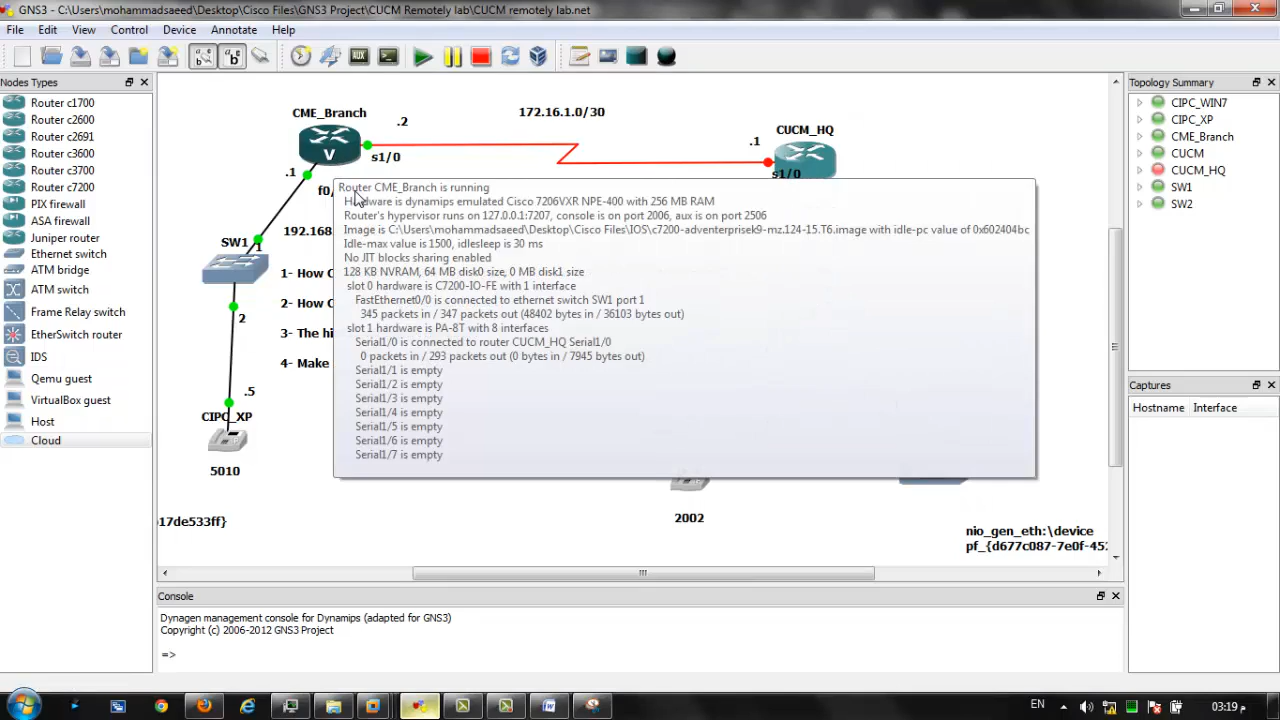 GNS3 - C:\Users\mohammadsaeed\Desktop\Cisco Files\GNS3 Project\CUCM Remotely lab\CUCM remotely lab.net
File Edit View Control Device Annotate Help
Nodes Types
Router c1700
Router c2600
Router c2691
Router c3600
Router c3700
Router c7200
PIX firewall
ASA firewall
Juniper router
Ethernet switch
ATM bridge
ATM switch
Frame Relay switch
EtherSwitch router
IDS
Qemu guest
VirtualBox guest
Host
Cloud
CME_Branch
.2
172.16.1.0/30
CUCM_HQ
V
s1/0
.1
s1/0
.1
f0/
SW1
1
192.168.
1- How C
2- How C
3- The hi
4- Make
2
.5
CIPC_XP
5010
17de533ff}
Router CME_Branch is running
Hardware is dynamips emulated Cisco 7206VXR NPE-400 with 256 MB RAM
Router's hypervisor runs on 127.0.0.1:7207, console is on port 2006, aux is on port 2506
Image is C:\Users\mohammadsaeed\Desktop\Cisco Files\IOS\c7200-adventerprisek9-mz.124-15.T6.image with idle-pc value of 0x602404bc
Idle-max value is 1500, idlesleep is 30 ms
No JIT blocks sharing enabled
128 KB NVRAM, 64 MB disk0 size, 0 MB disk1 size
slot 0 hardware is C7200-IO-FE with 1 interface
FastEthernet0/0 is connected to ethernet switch SW1 port 1
345 packets in / 347 packets out (48402 bytes in / 36103 bytes out)
slot 1 hardware is PA-8T with 8 interfaces
Serial1/0 is connected to router CUCM_HQ Serial1/0
0 packets in / 293 packets out (0 bytes in / 7945 bytes out)
Serial1/1 is empty
Serial1/2 is empty
Serial1/3 is empty
Serial1/4 is empty
Serial1/5 is empty
Serial1/6 is empty
Serial1/7 is empty
2002
nio_gen_eth:\device
pf_{d677c087-7e0f-45
Topology Summary
CIPC_WIN7
CIPC_XP
CME_Branch
CUCM
CUCM_HQ
SW1
SW2
Captures
Hostname Interface
Console
Dynagen management console for Dynamips (adapted for GNS3)
Copyright (c) 2006-2012 GNS3 Project
=>
EN
03:19 م